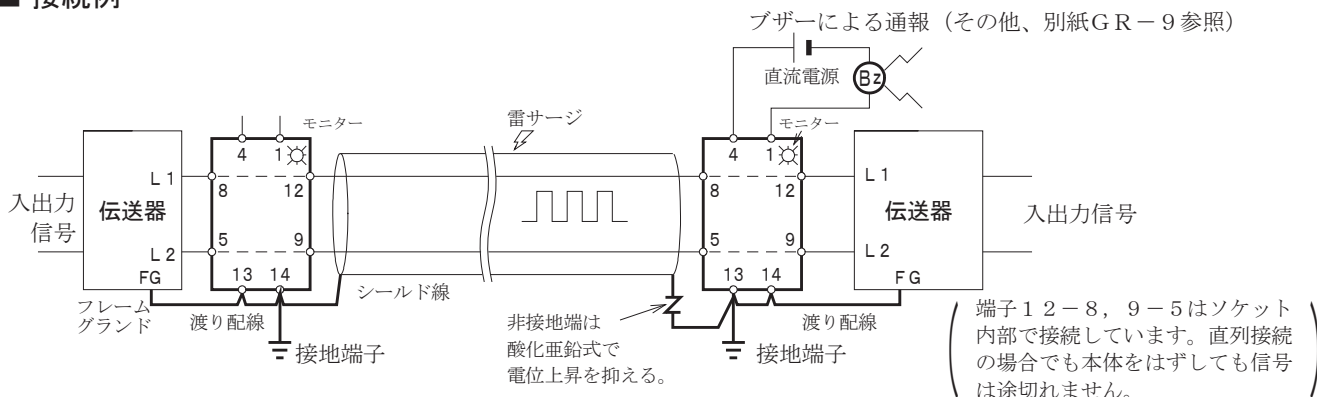 ■ 接続例
ブザーによる通報（その他、別紙GR－9参照）
直流電源
Bz
雷サージ
モニター
4 1
L1
8 12
入出力
信号
伝送器
L2
5 9
FG
13 14
フレーム
グランド
渡り配線
接地端子
シールド線
非接地端は
酸化亜鉛式で
電位上昇を抑える。
モニター
4 1
8 12
L1
伝送器
入出力信号
5 9
L2
13 14
FG
接地端子
端子12－8，9－5はソケット
内部で接続しています。直列接続
の場合でも本体をはずしても信号
は途切れません。